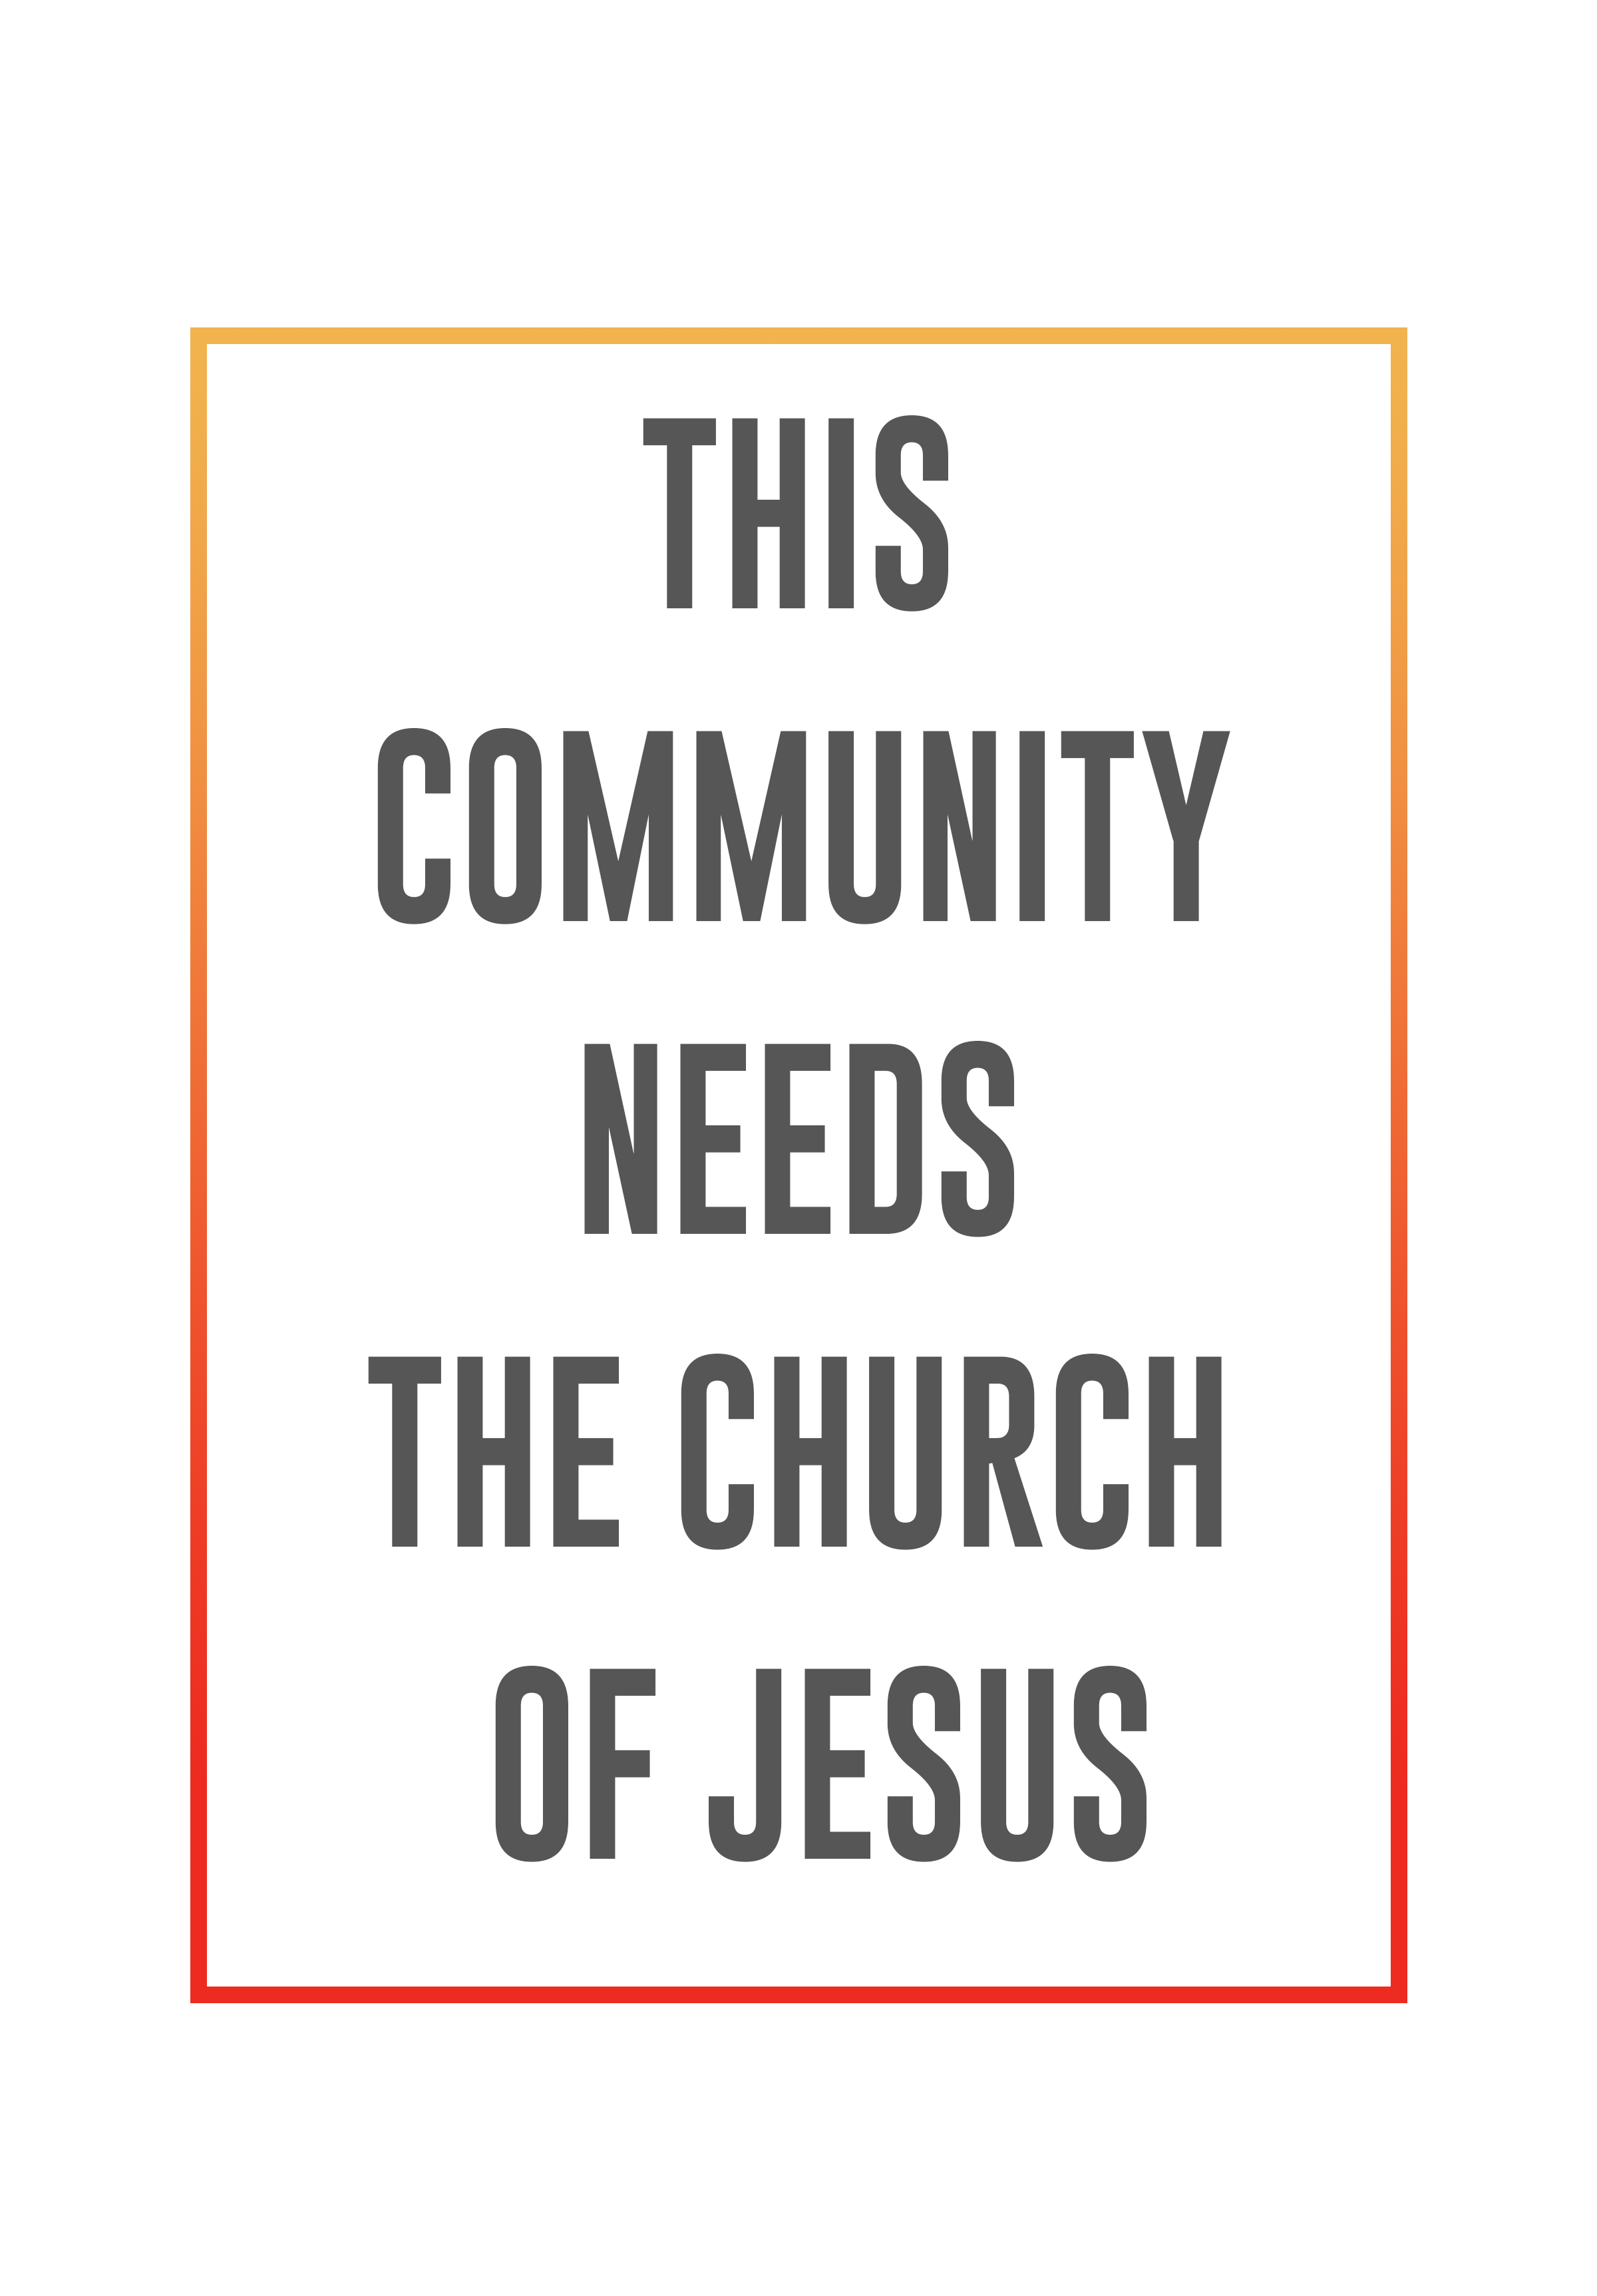 THIS
COMMUNITY
NEEDS
THE CHURCH
OF JESUS